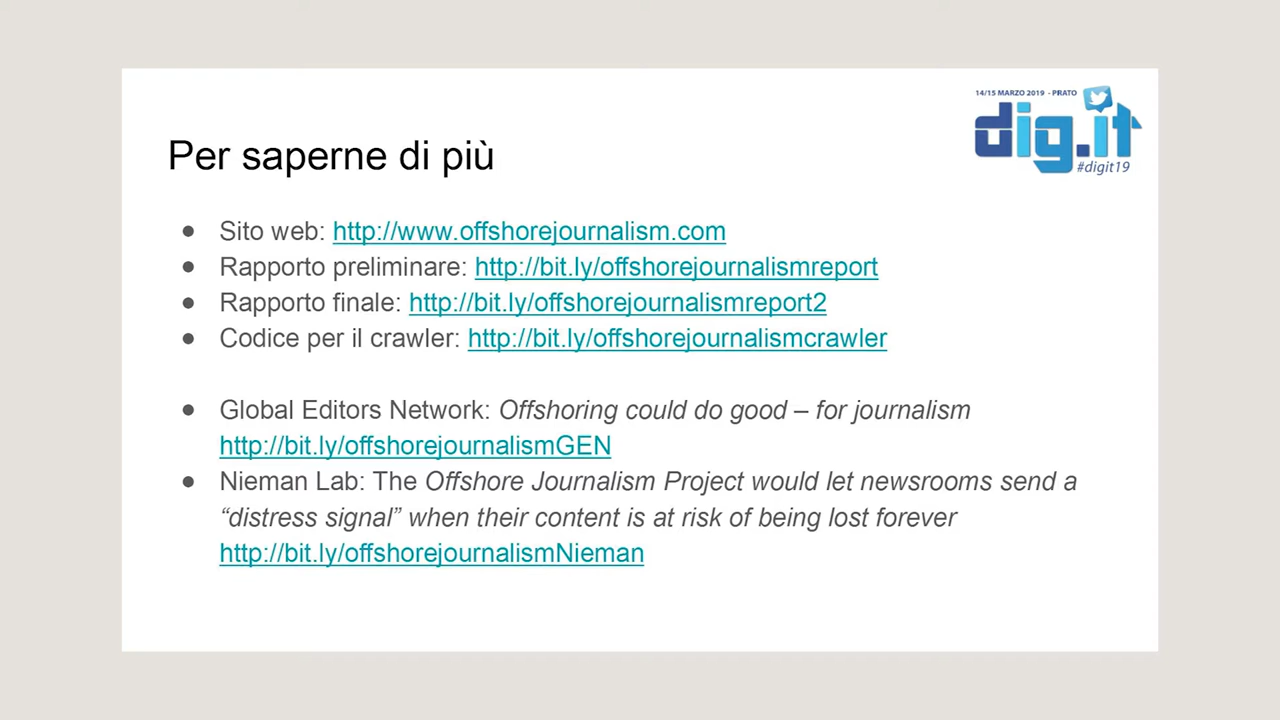 14/15 MARZO 2019 - PRATO
dig.it
#digit19
Per saperne di più
● Sito web: http://www.offshorejournalism.com
● Rapporto preliminare: http://bit.ly/offshorejournalismreport
● Rapporto finale: http://bit.ly/offshorejournalismreport2
● Codice per il crawler: http://bit.ly/offshorejournalismcrawler
● Global Editors Network: Offshoring could do good – for journalism
http://bit.ly/offshorejournalismGEN
● Nieman Lab: The Offshore Journalism Project would let newsrooms send a
“distress signal” when their content is at risk of being lost forever
http://bit.ly/offshorejournalismNieman